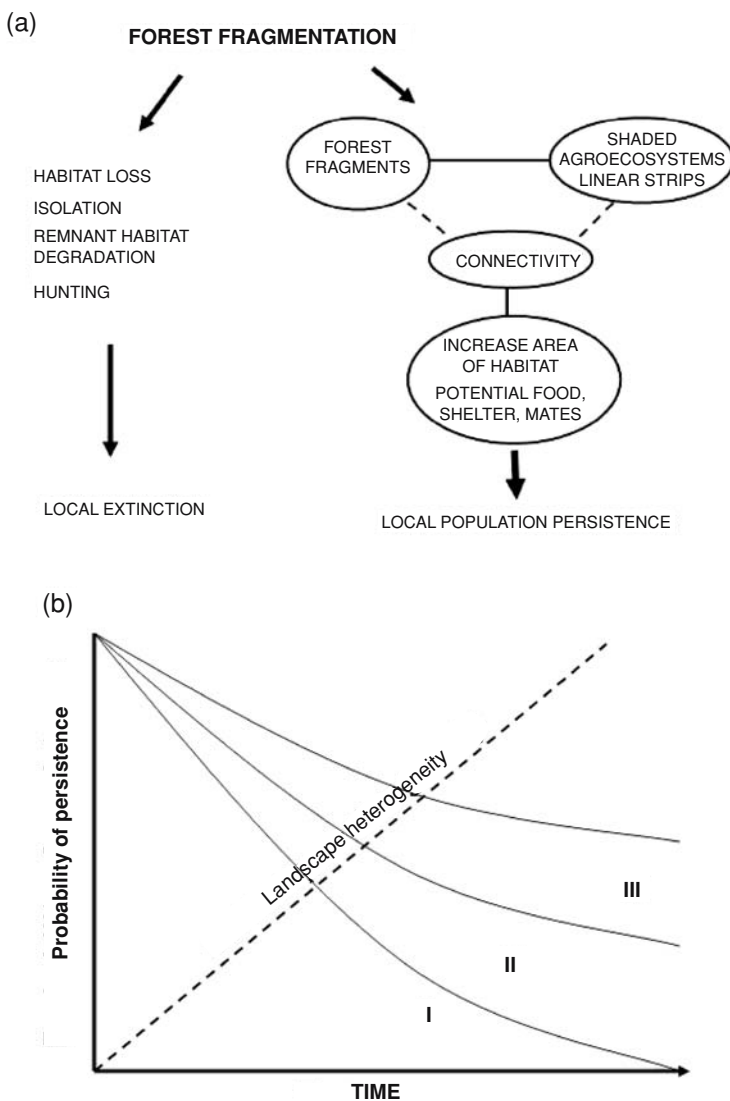 (a)
FOREST FRAGMENTATION
HABITAT LOSS
ISOLATION
REMNANT HABITAT
DEGRADATION
HUNTING
LOCAL EXTINCTION
FOREST
FRAGMENTS
SHADED
AGROECOSYSTEMS
LINEAR STRIPS
CONNECTIVITY
INCREASE AREA
OF HABITAT
POTENTIAL FOOD,
SHELTER, MATES
LOCAL POPULATION PERSISTENCE
(b)
Probability of persistence
Landscape heterogeneity
III
II
I
TIME